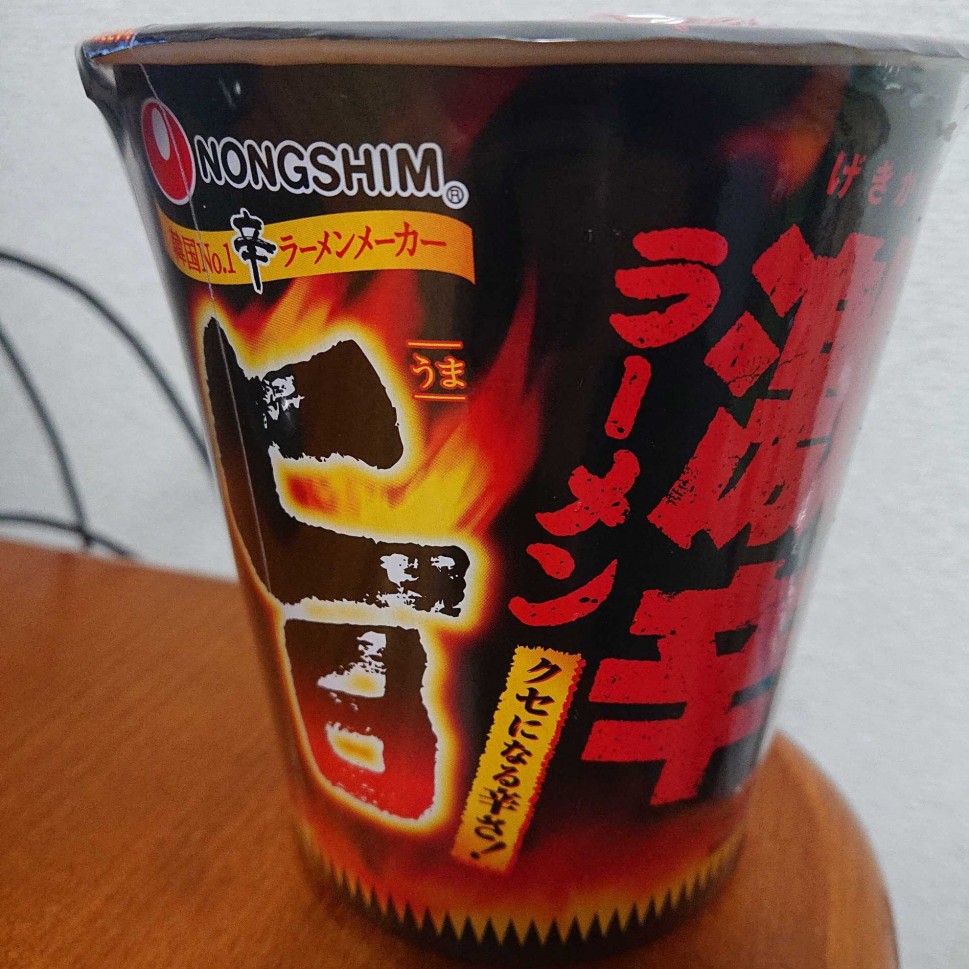 NONGSHIM®
韓国No.1辛ラーメンメーカー
うま
旨
げきか
激辛
ラーメン
クセになる辛さ!